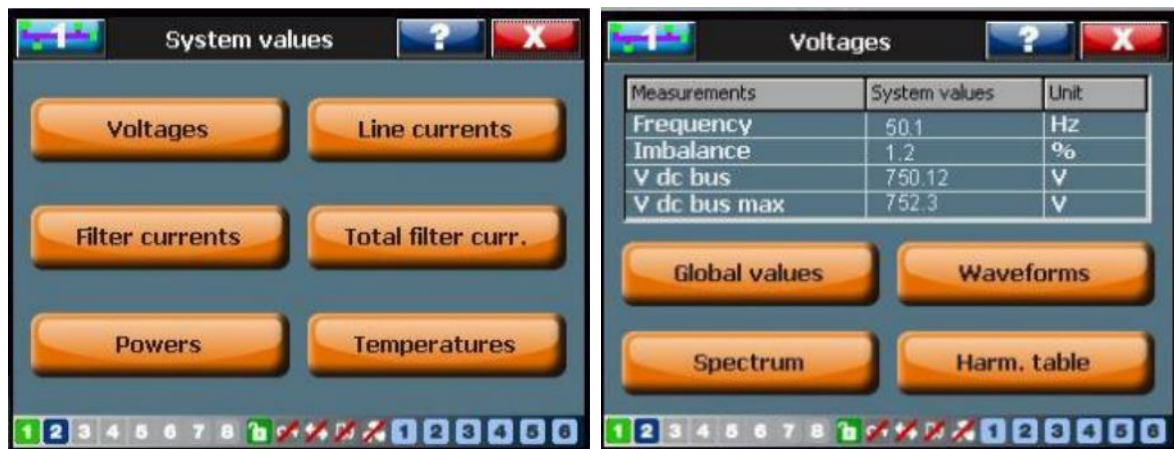 1 System values ? X
Voltages Line currents
Filter currents Total filter curr.
Powers Temperatures
1 2 3 4 5 6 7 8 1 2 3 4 5 6
1 Voltages ? X
Measurements System values Unit
Frequency 50.1 Hz
Imbalance 1.2 %
V dc bus 750.12 V
V dc bus max 752.3 V
Global values Waveforms
Spectrum Harm. table
1 2 3 4 5 6 7 8 1 2 3 4 5 6